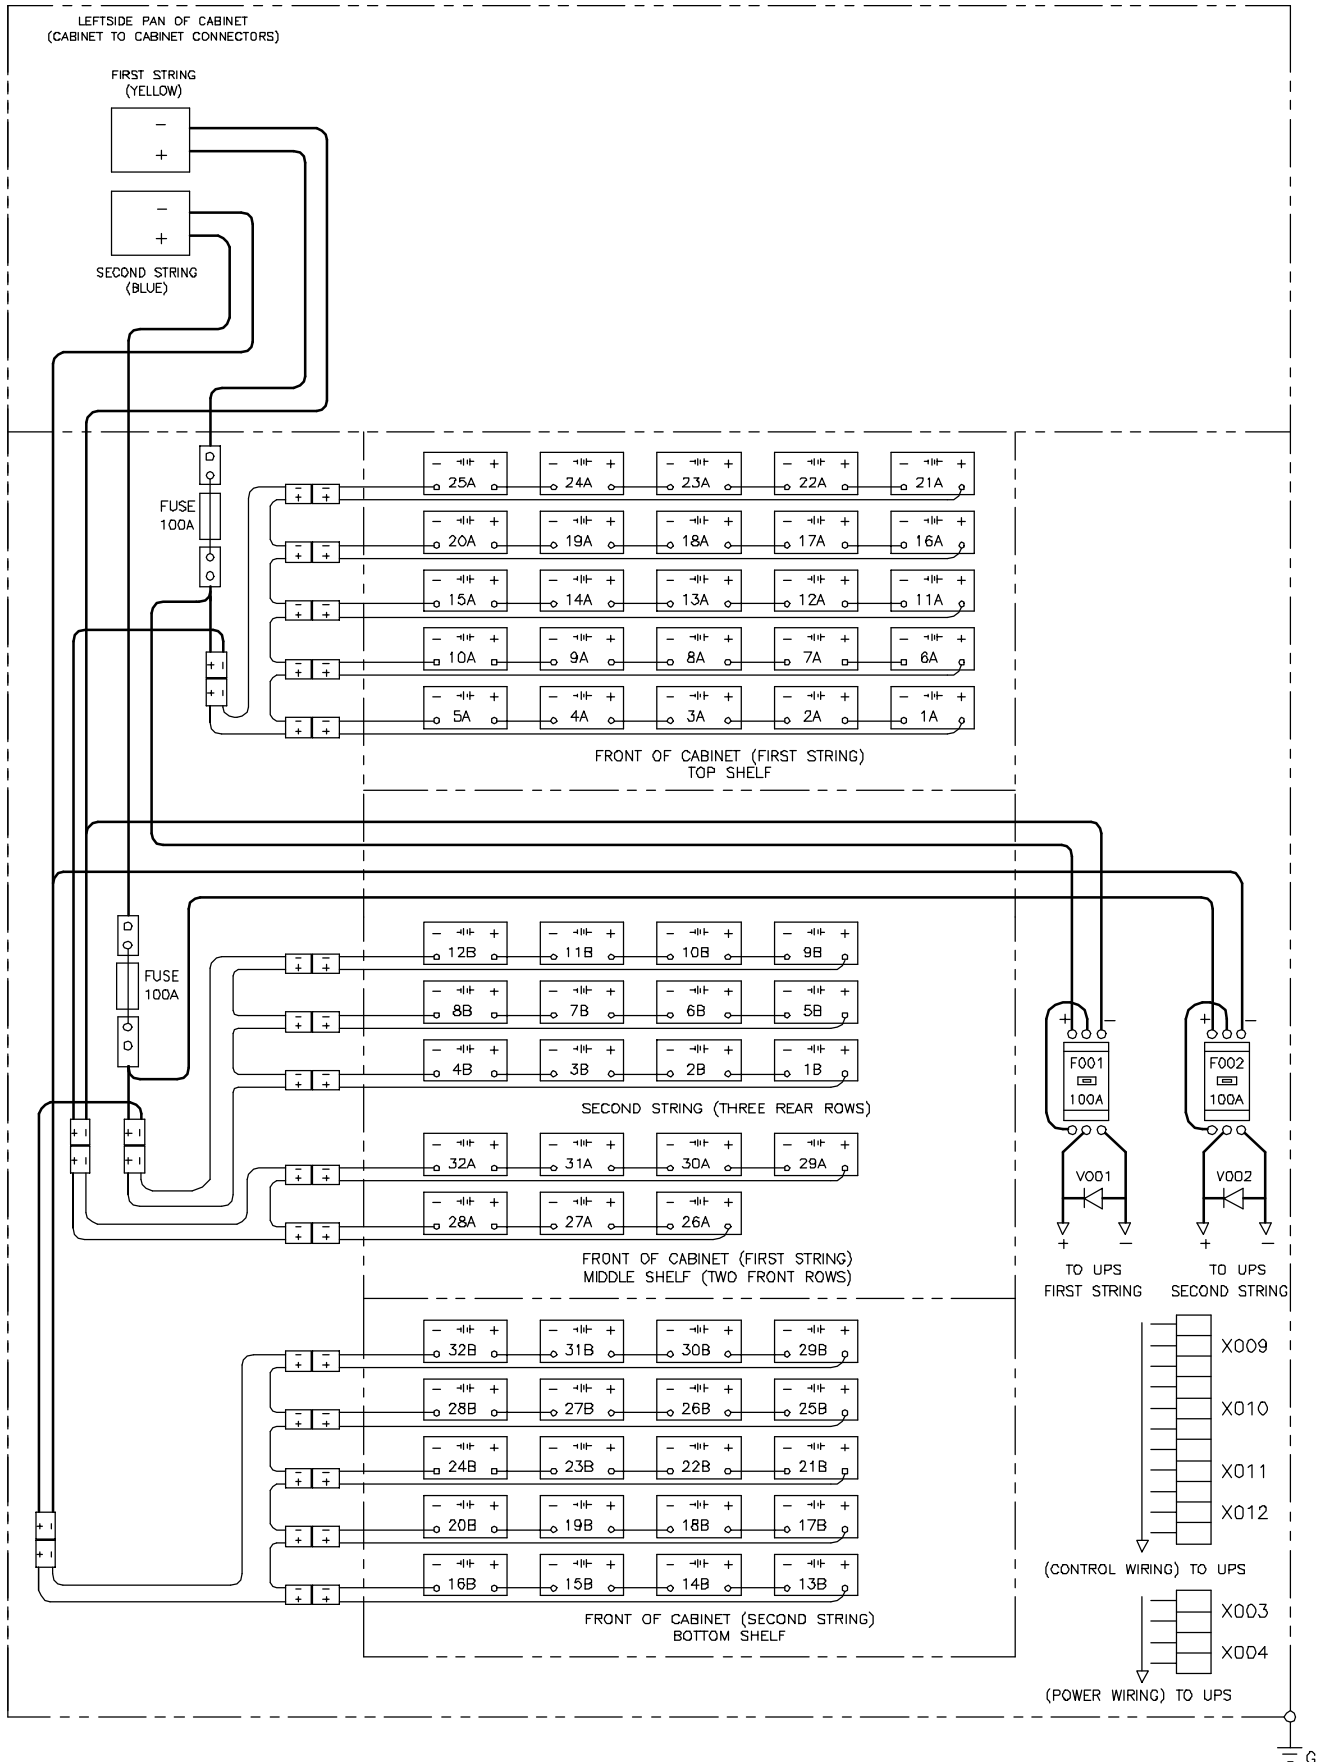 LEFTSIDE PAN OF CABINET
(CABINET TO CABINET CONNECTORS)
FIRST STRING
(YELLOW)
-
+
-
+
SECOND STRING
(BLUE)
FUSE
100A
25A 24A 23A 22A 21A
20A 19A 18A 17A 16A
15A 14A 13A 12A 11A
10A 9A 8A 7A 6A
5A 4A 3A 2A 1A
FRONT OF CABINET (FIRST STRING)
TOP SHELF
FUSE
100A
12B 11B 10B 9B
8B 7B 6B 5B
4B 3B 2B 1B
SECOND STRING (THREE REAR ROWS)
32A 31A 30A 29A
28A 27A 26A
FRONT OF CABINET (FIRST STRING)
MIDDLE SHELF (TWO FRONT ROWS)
+ -
F001
100A
V001
+ -
TO UPS
FIRST STRING
+ -
F002
100A
V002
+ -
TO UPS
SECOND STRING
32B 31B 30B 29B
28B 27B 26B 25B
24B 23B 22B 21B
20B 19B 18B 17B
16B 15B 14B 13B
FRONT OF CABINET (SECOND STRING)
BOTTOM SHELF
X009
X010
X011
X012
(CONTROL WIRING) TO UPS
X003
X004
(POWER WIRING) TO UPS
G